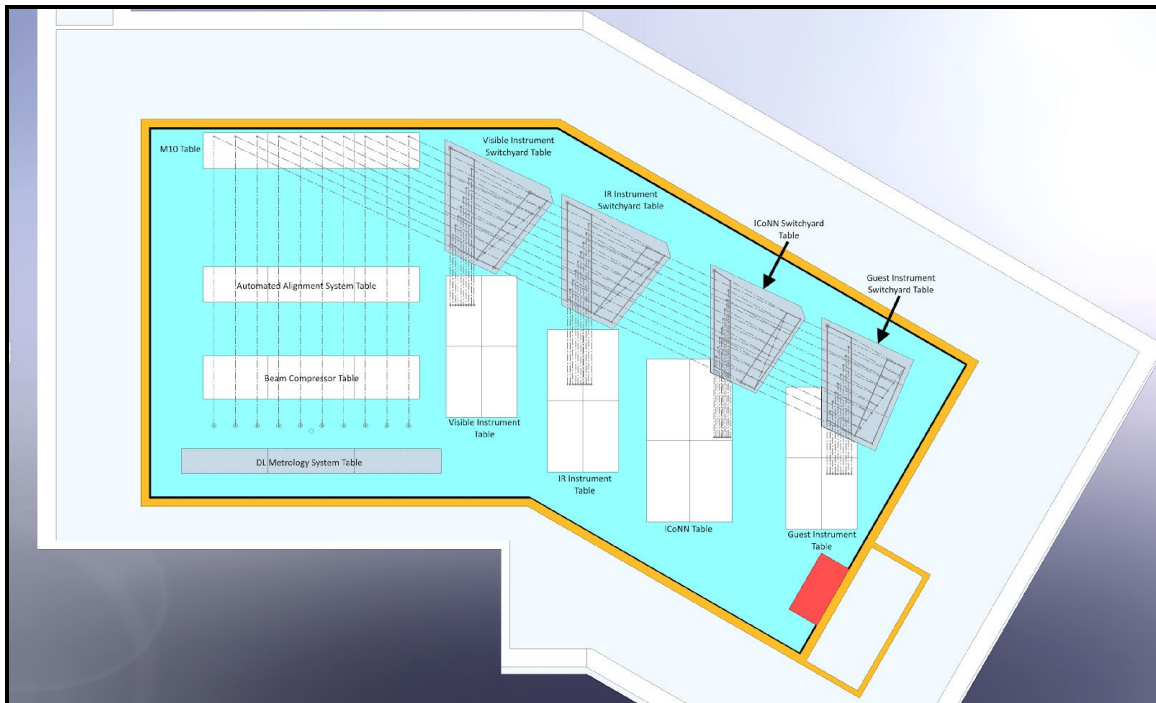 M10 Table
Visible Instrument
Switchyard Table
IR Instrument
Switchyard Table
ICoNN Switchyard
Table
Guest Instrument
Switchyard Table
Automated Alignment System Table
Beam Compressor Table
DL Metrology System Table
Visible Instrument
Table
IR Instrument
Table
ICoNN Table
Guest Instrument
Table